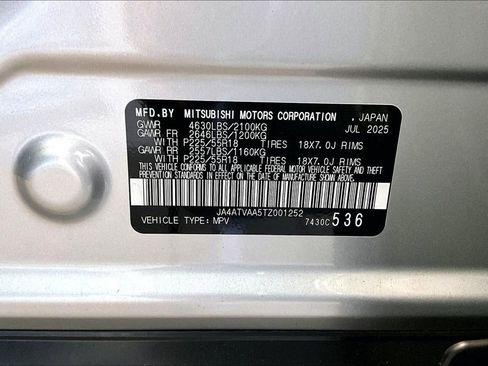 MFD.BY MITSUBISHI MOTORS CORPORATION, JAPAN
GVWR 4630LBS/2100KG JUL 2025
GAWR FR 2646LBS/1200KG
WITH P225/55R18 TIRES 18X7.0J RIMS
GAWR RR 2557LBS/1160KG
WITH P225/55R18 TIRES 18X7.0J RIMS
THIS VEHICLE CONFORMS TO ALL APPLICABLE FEDERAL MOTOR VEHICLE SAFETY AND THEFT
PREVENTION STANDARDS IN EFFECT ON THE DATE OF MANUFACTURE SHOWN ABOVE.
JA4ATVAA5TZ001252
VEHICLE TYPE: MPV 7430C 536